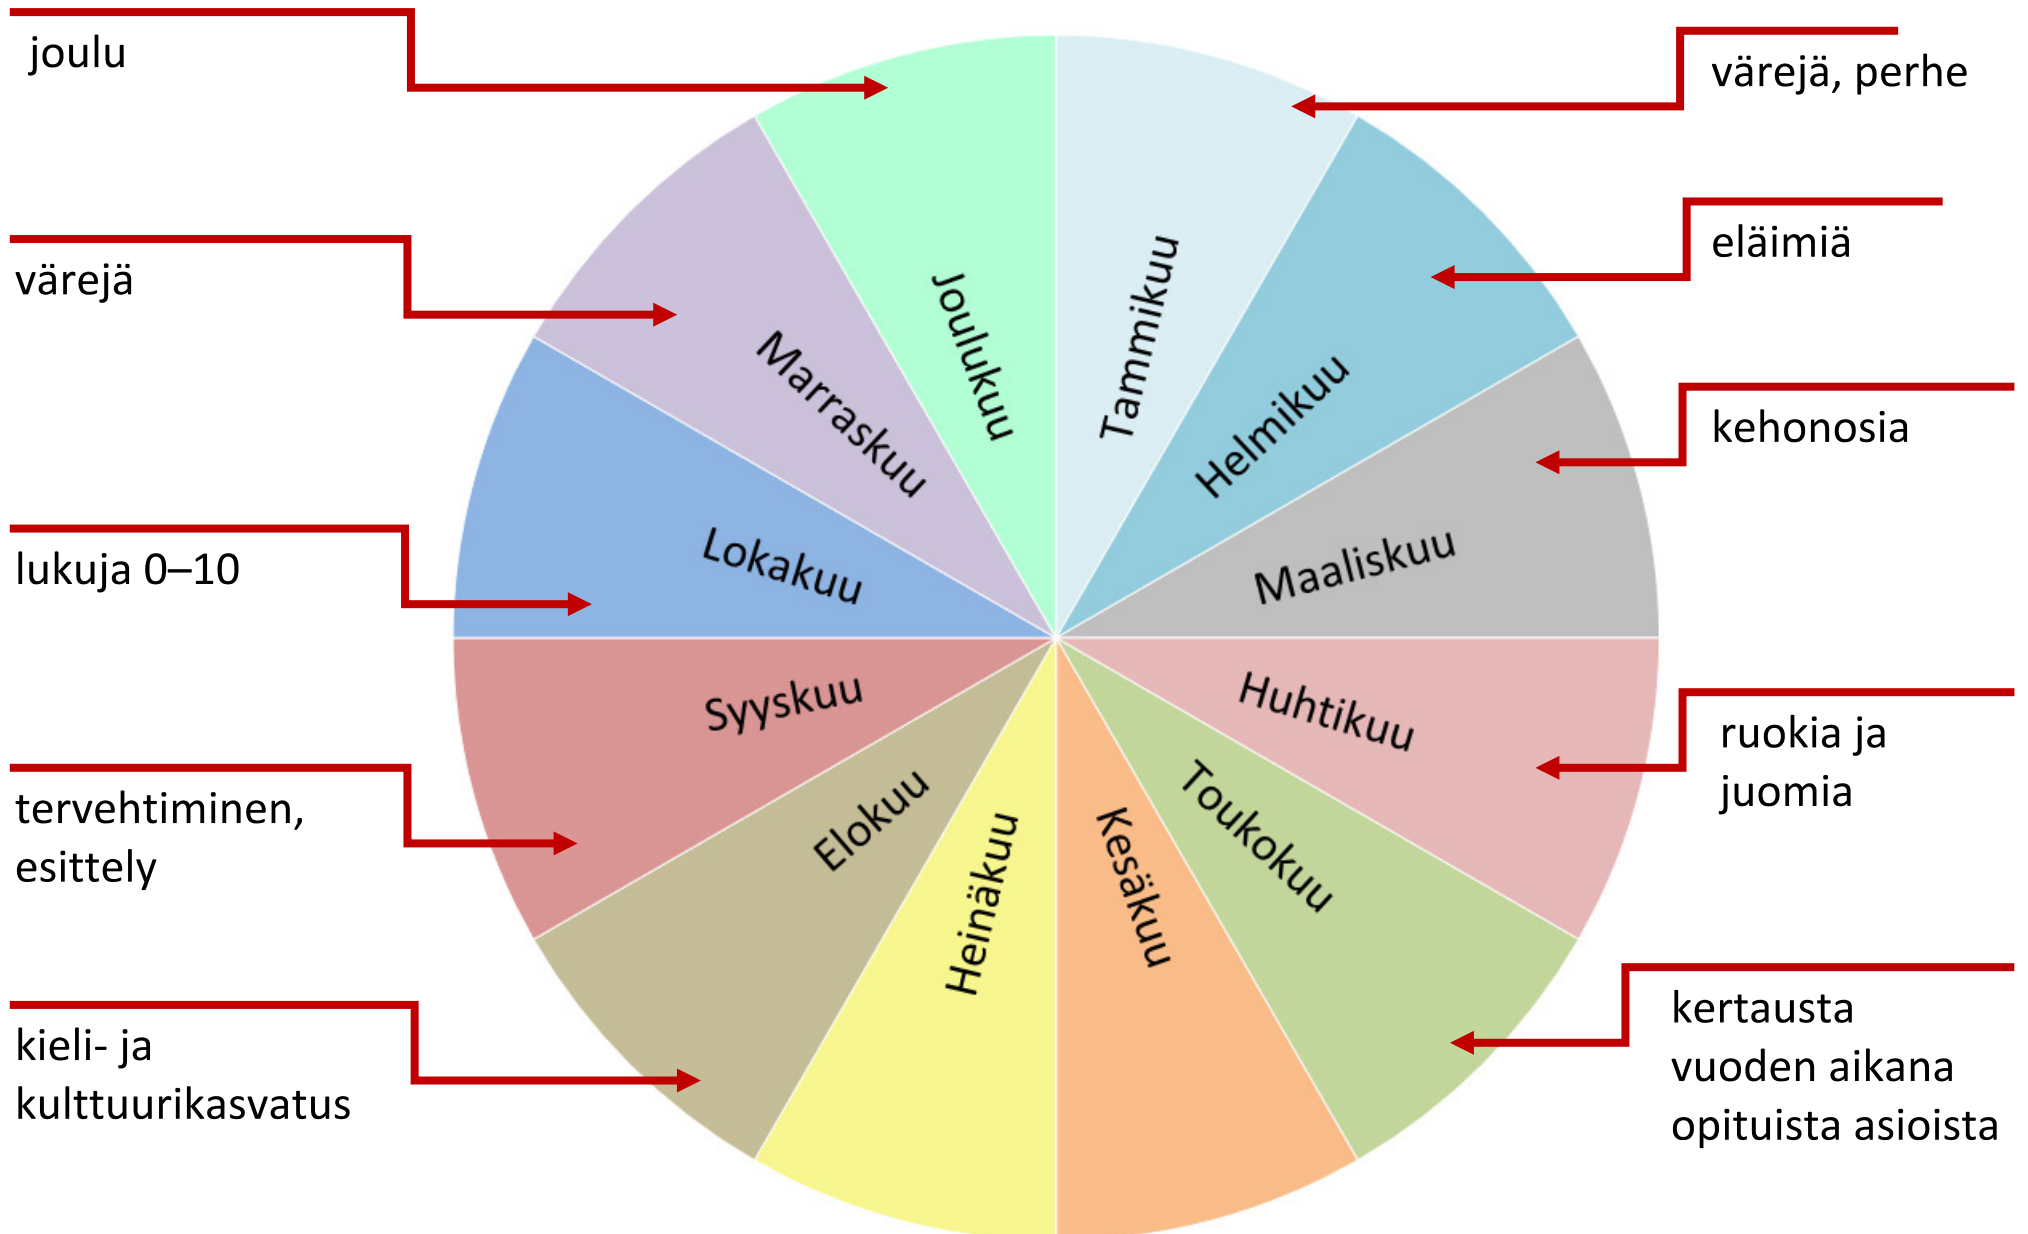 joulu
värejä
lukuja 0–10
tervehtiminen,
esittely
kieli- ja
kulttuurikasvatus
Tammikuu
Helmikuu
Maaliskuu
Huhtikuu
Toukokuu
Kesäkuu
Heinäkuu
Elokuu
Syyskuu
Lokakuu
Marraskuu
Joulukuu
värejä, perhe
eläimiä
kehonosia
ruokia ja
juomia
kertausta
vuoden aikana
opituista asioista